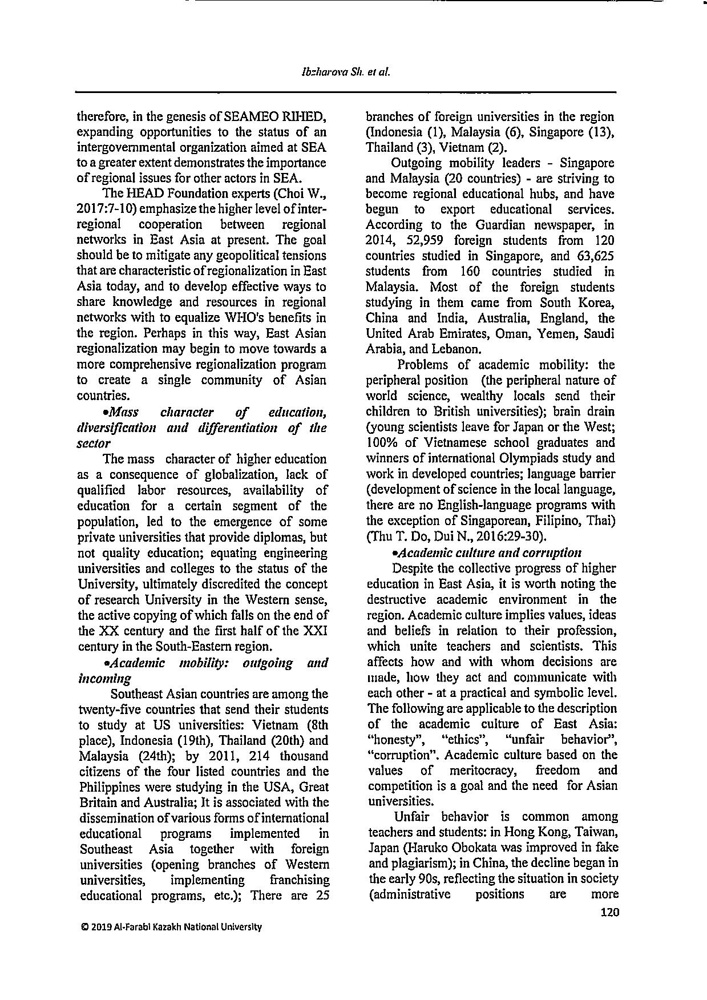 Ibzharova Sh. et al.
therefore, in the genesis of SEAMEO RIHED,
expanding opportunities to the status of an
intergovernmental organization aimed at SEA
to a greater extent demonstrates the importance
of regional issues for other actors in SEA.
The HEAD Foundation experts (Choi W.,
2017:7-10) emphasize the higher level of inter-
regional cooperation between regional
networks in East Asia at present. The goal
should be to mitigate any geopolitical tensions
that are characteristic of regionalization in East
Asia today, and to develop effective ways to
share knowledge and resources in regional
networks with to equalize WHO's benefits in
the region. Perhaps in this way, East Asian
regionalization may begin to move towards a
more comprehensive regionalization program
to create a single community of Asian
countries.
•Mass character of education,
diversification and differentiation of the
sector
The mass character of higher education
as a consequence of globalization, lack of
qualified labor resources, availability of
education for a certain segment of the
population, led to the emergence of some
private universities that provide diplomas, but
not quality education; equating engineering
universities and colleges to the status of the
University, ultimately discredited the concept
of research University in the Western sense,
the active copying of which falls on the end of
the XX century and the first half of the XXI
century in the South-Eastern region.
•Academic mobility: outgoing and
incoming
Southeast Asian countries are among the
twenty-five countries that send their students
to study at US universities: Vietnam (8th
place), Indonesia (19th), Thailand (20th) and
Malaysia (24th); by 2011, 214 thousand
citizens of the four listed countries and the
Philippines were studying in the USA, Great
Britain and Australia; It is associated with the
dissemination of various forms of international
educational programs implemented in
Southeast Asia together with foreign
universities (opening branches of Western
universities, implementing franchising
educational programs, etc.); There are 25
branches of foreign universities in the region
(Indonesia (1), Malaysia (6), Singapore (13),
Thailand (3), Vietnam (2).
Outgoing mobility leaders - Singapore
and Malaysia (20 countries) - are striving to
become regional educational hubs, and have
begun to export educational services.
According to the Guardian newspaper, in
2014, 52,959 foreign students from 120
countries studied in Singapore, and 63,625
students from 160 countries studied in
Malaysia. Most of the foreign students
studying in them came from South Korea,
China and India, Australia, England, the
United Arab Emirates, Oman, Yemen, Saudi
Arabia, and Lebanon.
Problems of academic mobility: the
peripheral position (the peripheral nature of
world science, wealthy locals send their
children to British universities); brain drain
(young scientists leave for Japan or the West;
100% of Vietnamese school graduates and
winners of international Olympiads study and
work in developed countries; language barrier
(development of science in the local language,
there are no English-language programs with
the exception of Singaporean, Filipino, Thai)
(Thu T. Do, Dui N., 2016:29-30).
•Academic culture and corruption
Despite the collective progress of higher
education in East Asia, it is worth noting the
destructive academic environment in the
region. Academic culture implies values, ideas
and beliefs in relation to their profession,
which unite teachers and scientists. This
affects how and with whom decisions are
made, how they act and communicate with
each other - at a practical and symbolic level.
The following are applicable to the description
of the academic culture of East Asia:
“honesty”, “ethics”, “unfair behavior”,
“corruption”. Academic culture based on the
values of meritocracy, freedom and
competition is a goal and the need for Asian
universities.
Unfair behavior is common among
teachers and students: in Hong Kong, Taiwan,
Japan (Haruko Obokata was improved in fake
and plagiarism); in China, the decline began in
the early 90s, reflecting the situation in society
(administrative positions are more
120
© 2019 Al-Farabi Kazakh National University